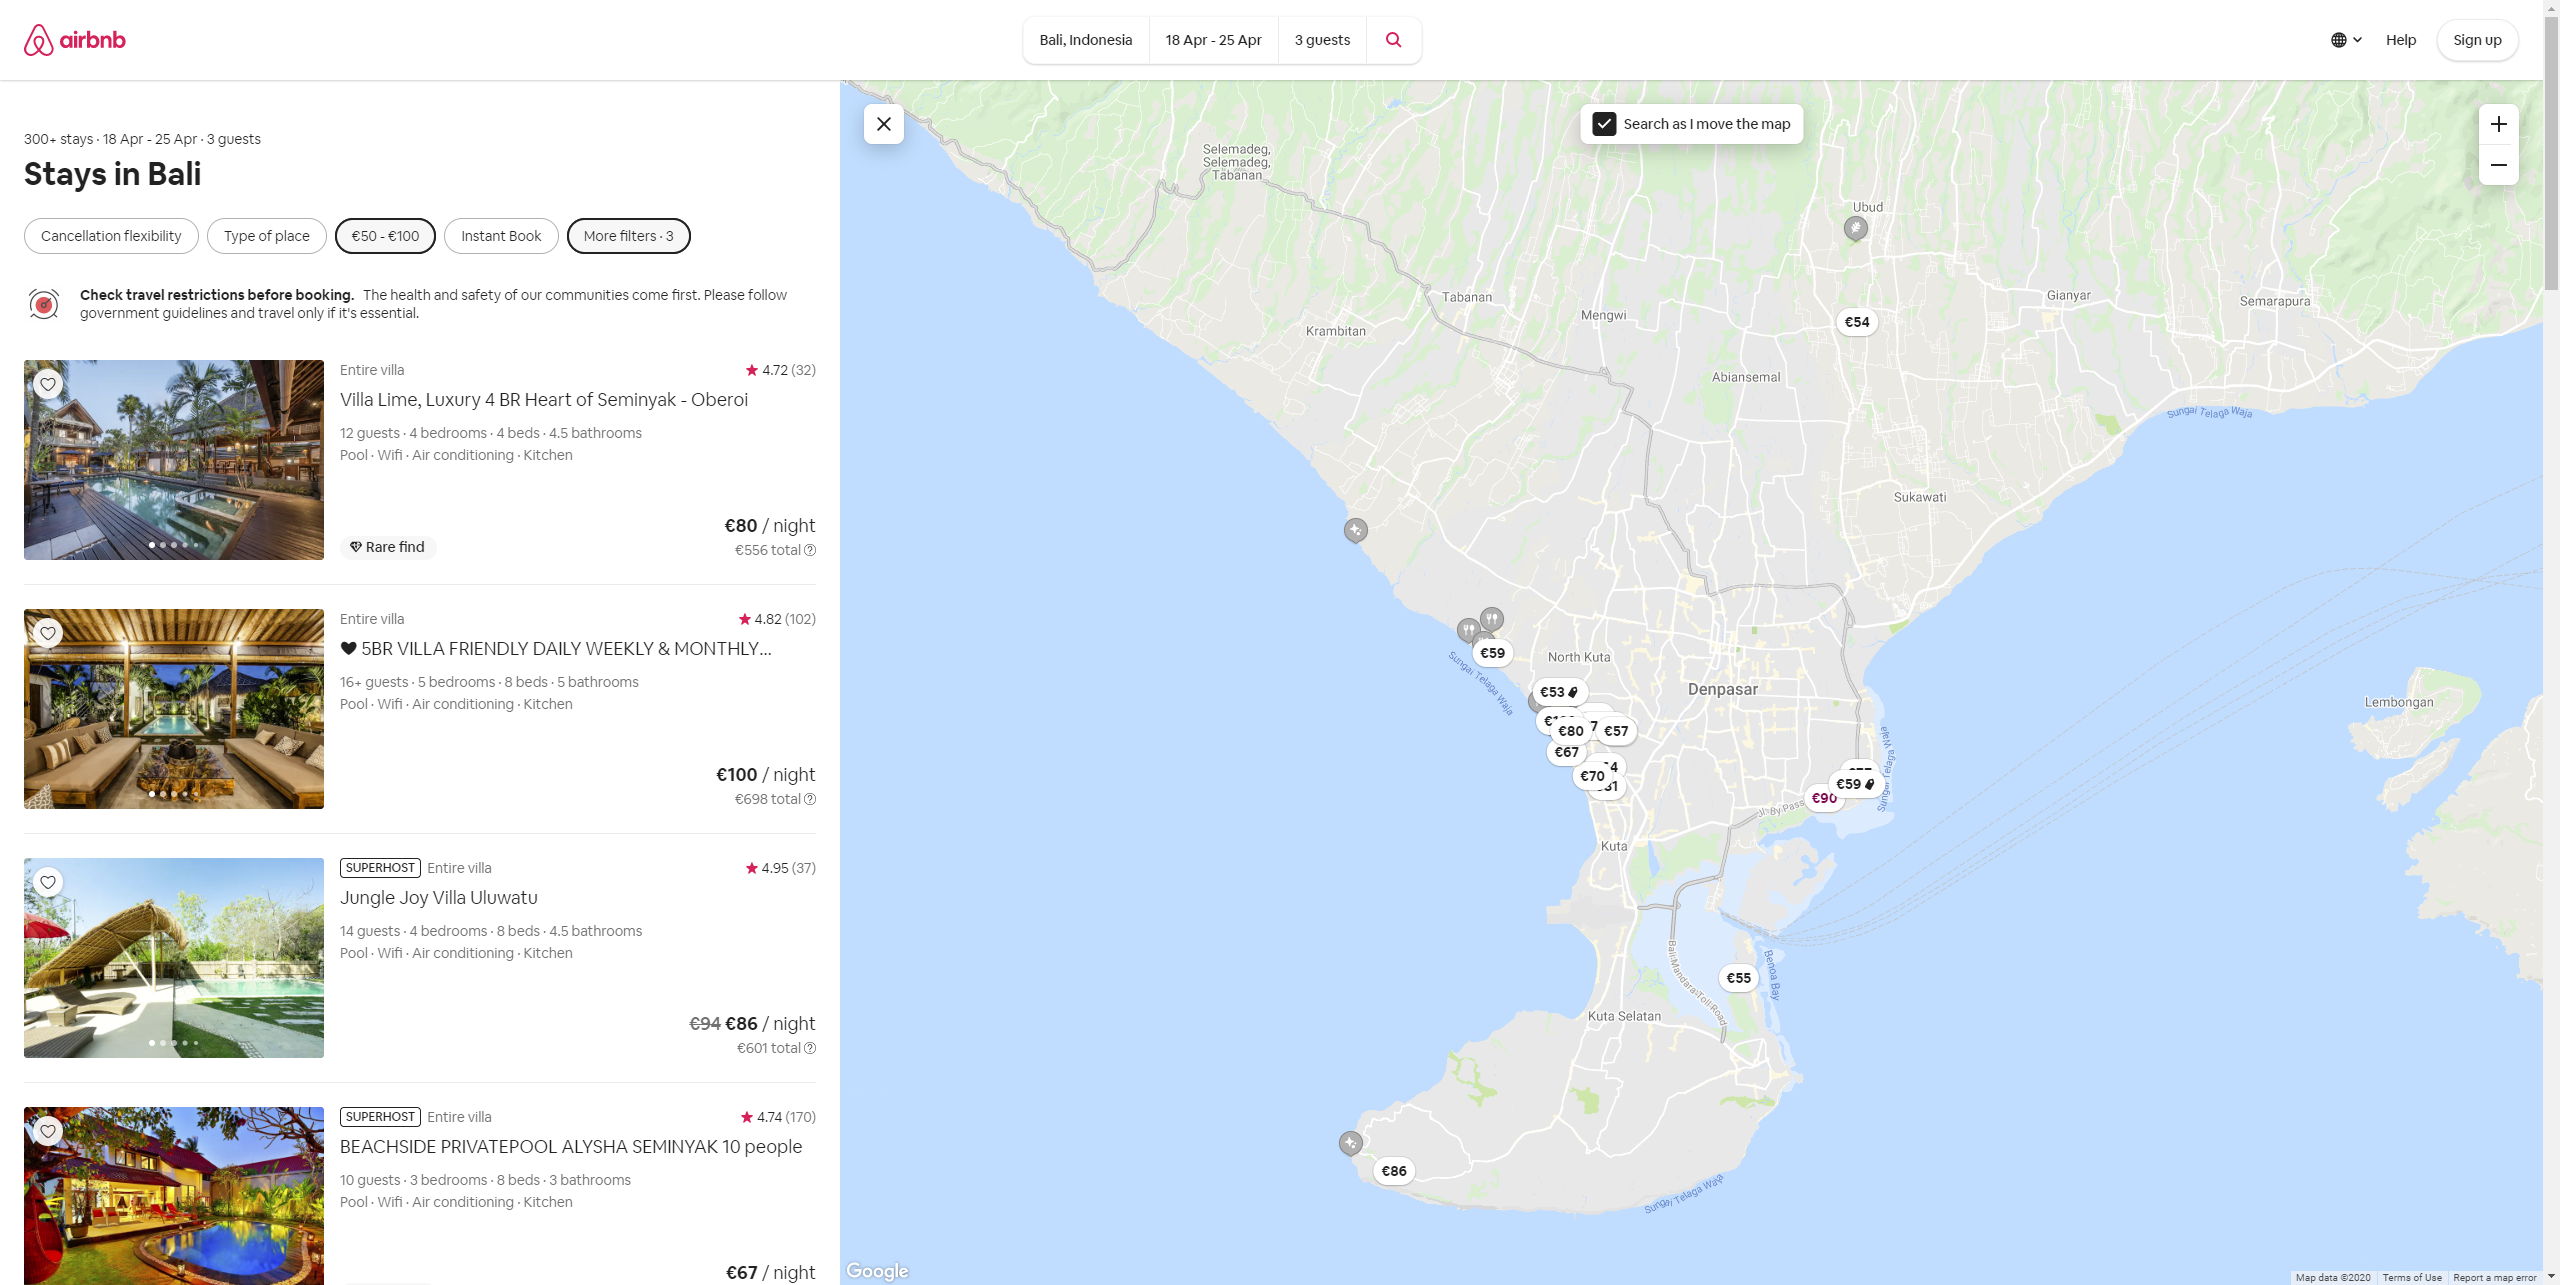 airbnb
Bali, Indonesia
18 Apr - 25 Apr
3 guests
Help
Sign up
300+ stays · 18 Apr - 25 Apr · 3 guests
Stays in Bali
Cancellation flexibility
Type of place
€50 - €100
Instant Book
More filters · 3
Check travel restrictions before booking. The health and safety of our communities come first. Please follow
government guidelines and travel only if it's essential.
Entire villa
4.72 (32)
Villa Lime, Luxury 4 BR Heart of Seminyak - Oberoi
12 guests · 4 bedrooms · 4 beds · 4.5 bathrooms
Pool · Wifi · Air conditioning · Kitchen
€80 / night
Rare find
€556 total
Entire villa
4.82 (102)
5BR VILLA FRIENDLY DAILY WEEKLY & MONTHLY...
16+ guests · 5 bedrooms · 8 beds · 5 bathrooms
Pool · Wifi · Air conditioning · Kitchen
€100 / night
€698 total
SUPERHOST Entire villa
4.95 (37)
Jungle Joy Villa Uluwatu
14 guests · 4 bedrooms · 8 beds · 4.5 bathrooms
Pool · Wifi · Air conditioning · Kitchen
€94 €86 / night
€601 total
SUPERHOST Entire villa
4.74 (170)
BEACHSIDE PRIVATEPOOL ALYSHA SEMINYAK 10 people
10 guests · 3 bedrooms · 8 beds · 3 bathrooms
Pool · Wifi · Air conditioning · Kitchen
€67 / night
Search as I move the map
Selemadeg,
Selemadeg,
Tabanan
Ubud
Tabanan
Gianyar
Semarapura
Mengwi
€54
Krambitan
Abiansemal
Sungai Telaga Waja
Sukawati
€59
North Kuta
Sungai Telaga Waja
€53
Denpasar
Lembongan
€80
€57
€67
€70
€59
€90
Sungai Telaga Waja
Jl. By Pass
Kuta
Bali Mandara Toll Road
Benoa Bay
€55
Kuta Selatan
€86
Sungai Telaga Waja
Google
Map data ©2020
Terms of Use
Report a map error